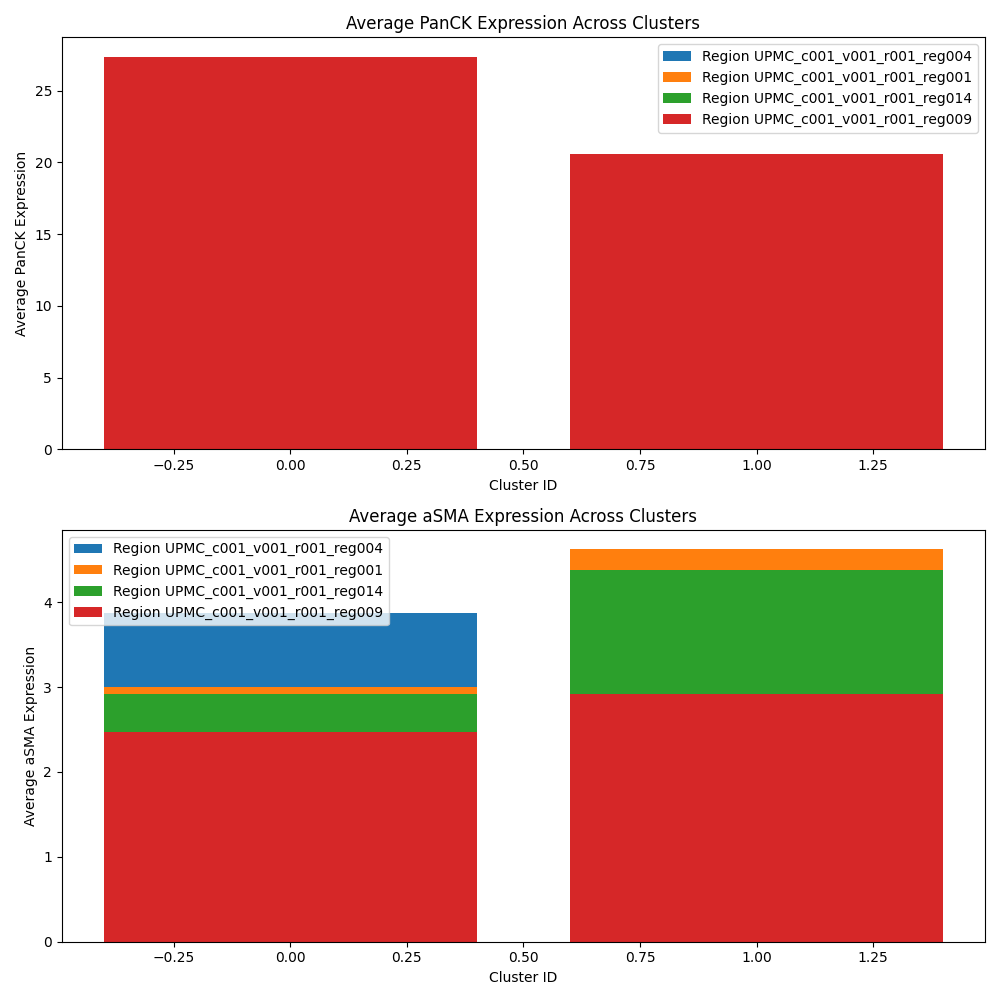 Average PanCK Expression Across Clusters
Region UPMC_c001_v001_r001_reg004
Region UPMC_c001_v001_r001_reg001
Region UPMC_c001_v001_r001_reg014
Region UPMC_c001_v001_r001_reg009
Average PanCK Expression
25
20
15
10
5
0
−0.25 0.00 0.25 0.50 0.75 1.00 1.25
Cluster ID
Average aSMA Expression Across Clusters
Region UPMC_c001_v001_r001_reg004
Region UPMC_c001_v001_r001_reg001
Region UPMC_c001_v001_r001_reg014
Region UPMC_c001_v001_r001_reg009
Average aSMA Expression
4
3
2
1
0
−0.25 0.00 0.25 0.50 0.75 1.00 1.25
Cluster ID